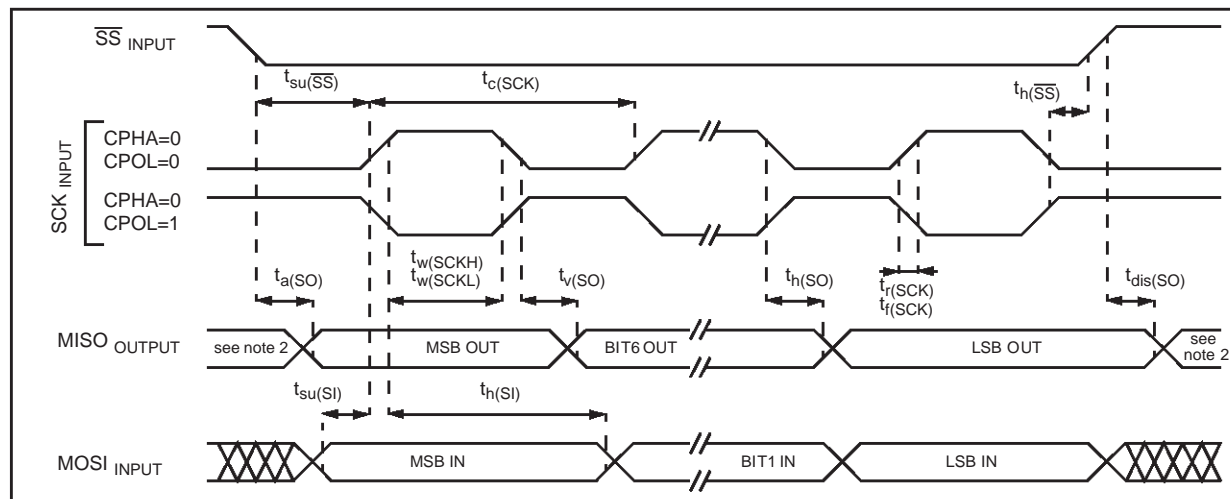 SS INPUT
tsu(SS)
tc(SCK)
th(SS)
SCK INPUT
CPHA=0
CPOL=0
CPHA=0
CPOL=1
ta(SO)
tw(SCKH)
tw(SCKL)
tv(SO)
th(SO)
tr(SCK)
tf(SCK)
tdis(SO)
MISO OUTPUT
see note 2
MSB OUT
BIT6 OUT
LSB OUT
see
note 2
tsu(SI)
th(SI)
MOSI INPUT
MSB IN
BIT1 IN
LSB IN